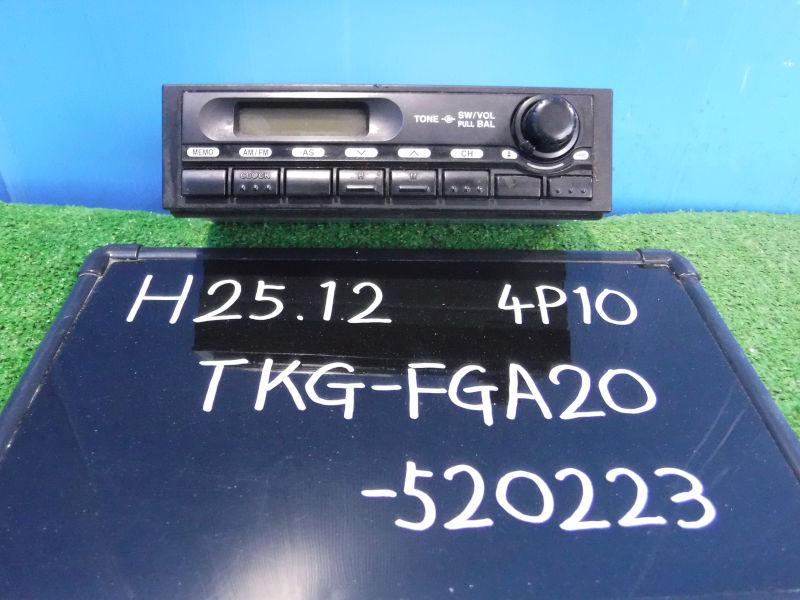 TONE SW/VOL
PULL BAL
MEMO AM/FM AS CH
CLOCK H M
H25.12 4P10
TKG-FGA20
-520223